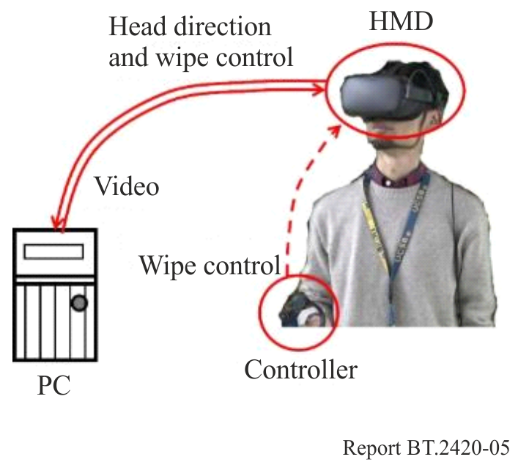 HMD
Head direction
and wipe control
Video
Wipe control
Controller
PC
Report BT.2420-05